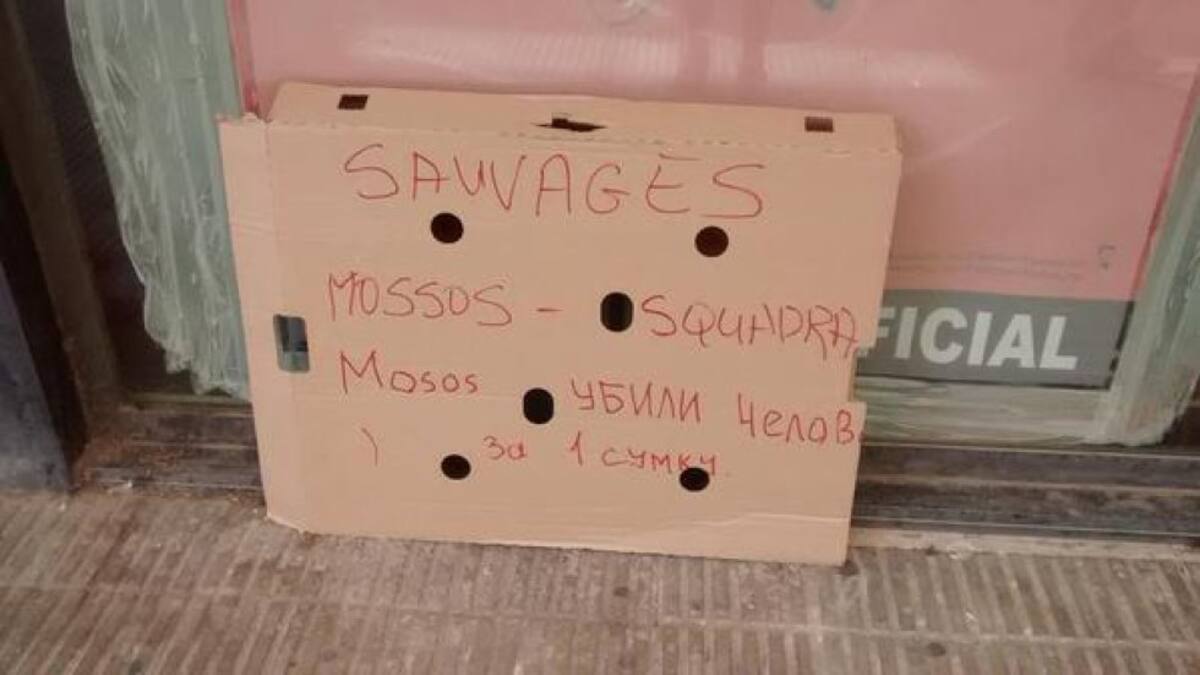 SAUVAGES
MOSSOS - SQUADRA
FICIAL
Mosos УБИЛИ Челов.
) за 1 сумку.